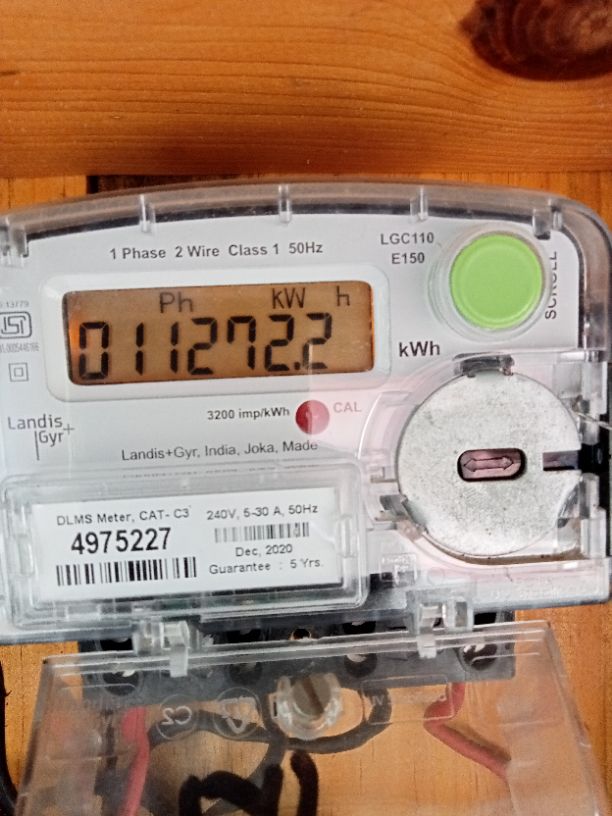 1 Phase 2 Wire Class 1 50Hz
LGC110
E150
SCROLL
Ph kW h
011272.2
kWh
Landis
Gyr+
3200 imp/kWh
CAL
Landis+Gyr, India, Joka, Made
DLMS Meter, CAT- C3
4975227
240V, 5-30 A, 50Hz
Dec, 2020
Guarantee : 5 Yrs.